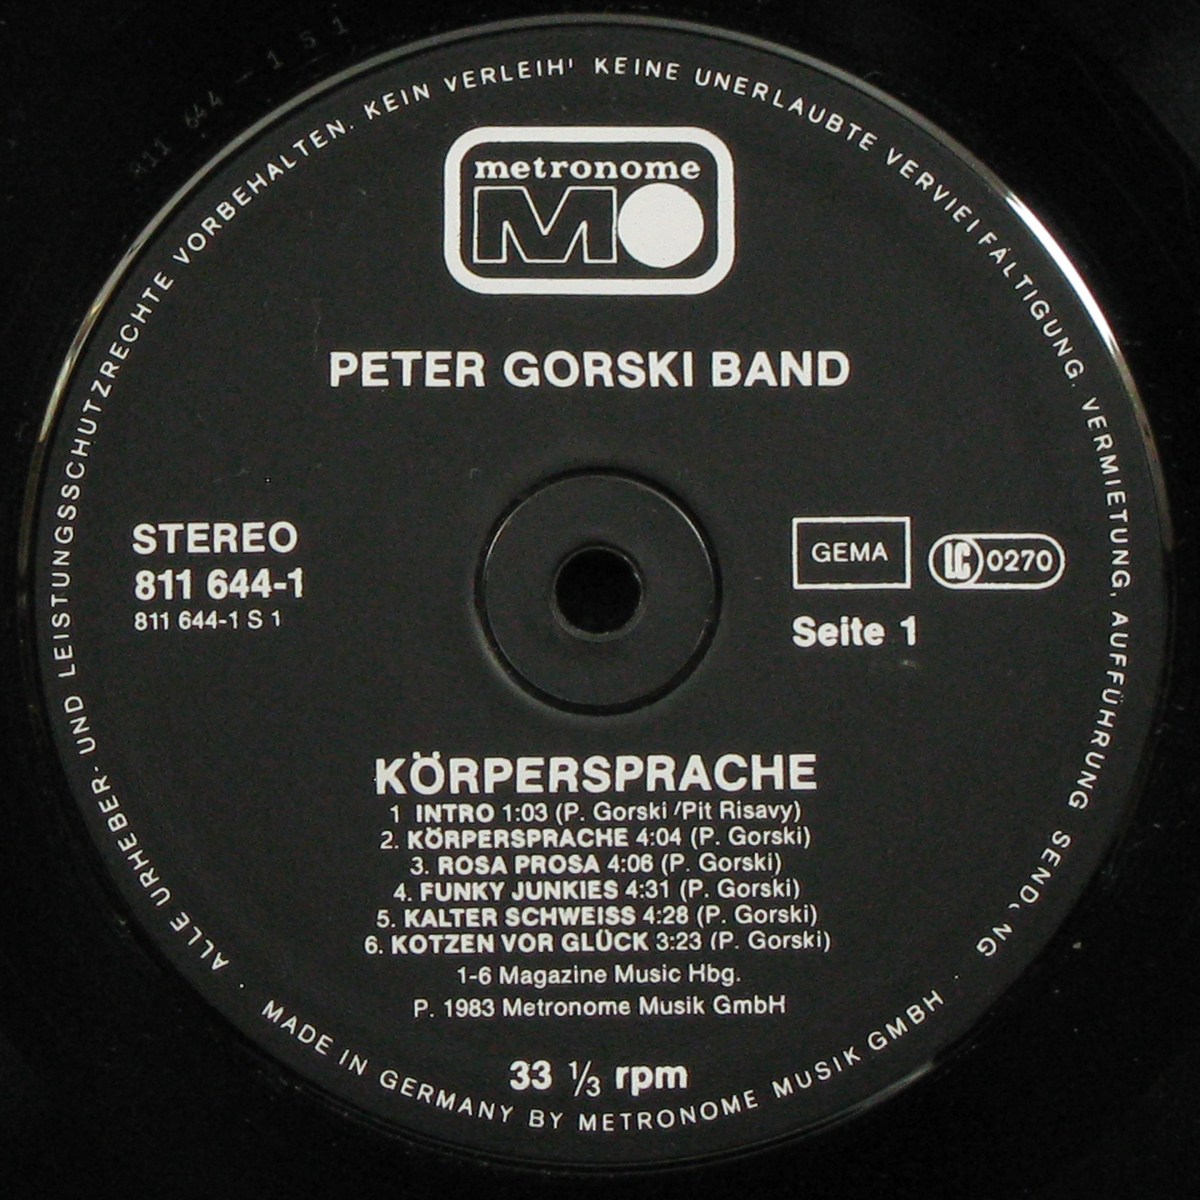 811 644-1 S 1
ALLE URHEBER- UND LEISTUNGSSCHUTZRECHTE VORBEHALTEN. KEIN VERLEIH! KEINE UNERLAUBTE VERVIELFÄLTIGUNG. VERMIETUNG, AUFFÜHRUNG SENDUNG
metronome
MO
PETER GORSKI BAND
STEREO
811 644-1
811 644-1 S 1
GEMA
LC 0270
Seite 1
KÖRPERSPRACHE
1 INTRO 1:03 (P. Gorski /Pit Risavy)
2. KÖRPERSPRACHE 4:04 (P. Gorski)
3. ROSA PROSA 4:06 (P. Gorski)
4. FUNKY JUNKIES 4:31 (P. Gorski)
5. KALTER SCHWEISS 4:28 (P. Gorski)
6. KOTZEN VOR GLÜCK 3:23 (P. Gorski)
1-6 Magazine Music Hbg.
P. 1983 Metronome Musik GmbH
33 ⅓ rpm
MADE IN GERMANY BY METRONOME MUSIK GMBH